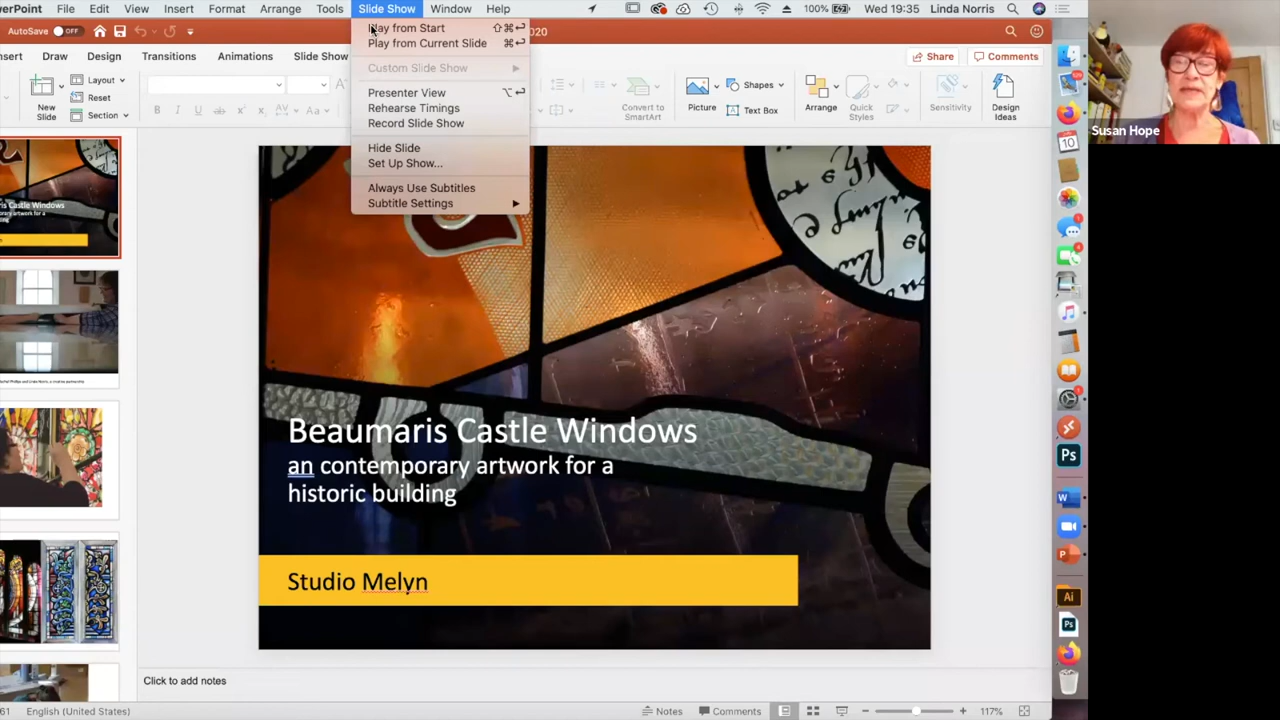 erPoint File Edit View Insert Format Arrange Tools Slide Show Window Help 100% Wed 19:35 Linda Norris
AutoSave OFF 020
nsert Draw Design Transitions Animations Slide Show Share Comments
New Slide
Layout
Reset
Section
Convert to SmartArt
Picture
Shapes
Text Box
Arrange
Quick Styles
Sensitivity
Design Ideas
Play from Start ⇧⌘↩
Play from Current Slide ⌘↩
Custom Slide Show
Presenter View ⌥↩
Rehearse Timings
Record Slide Show
Hide Slide
Set Up Show...
Always Use Subtitles
Subtitle Settings
Susan Hope
Beaumaris Castle Windows
an contemporary artwork for a
historic building
Studio Melyn
Click to add notes
61 English (United States) Notes Comments 117%